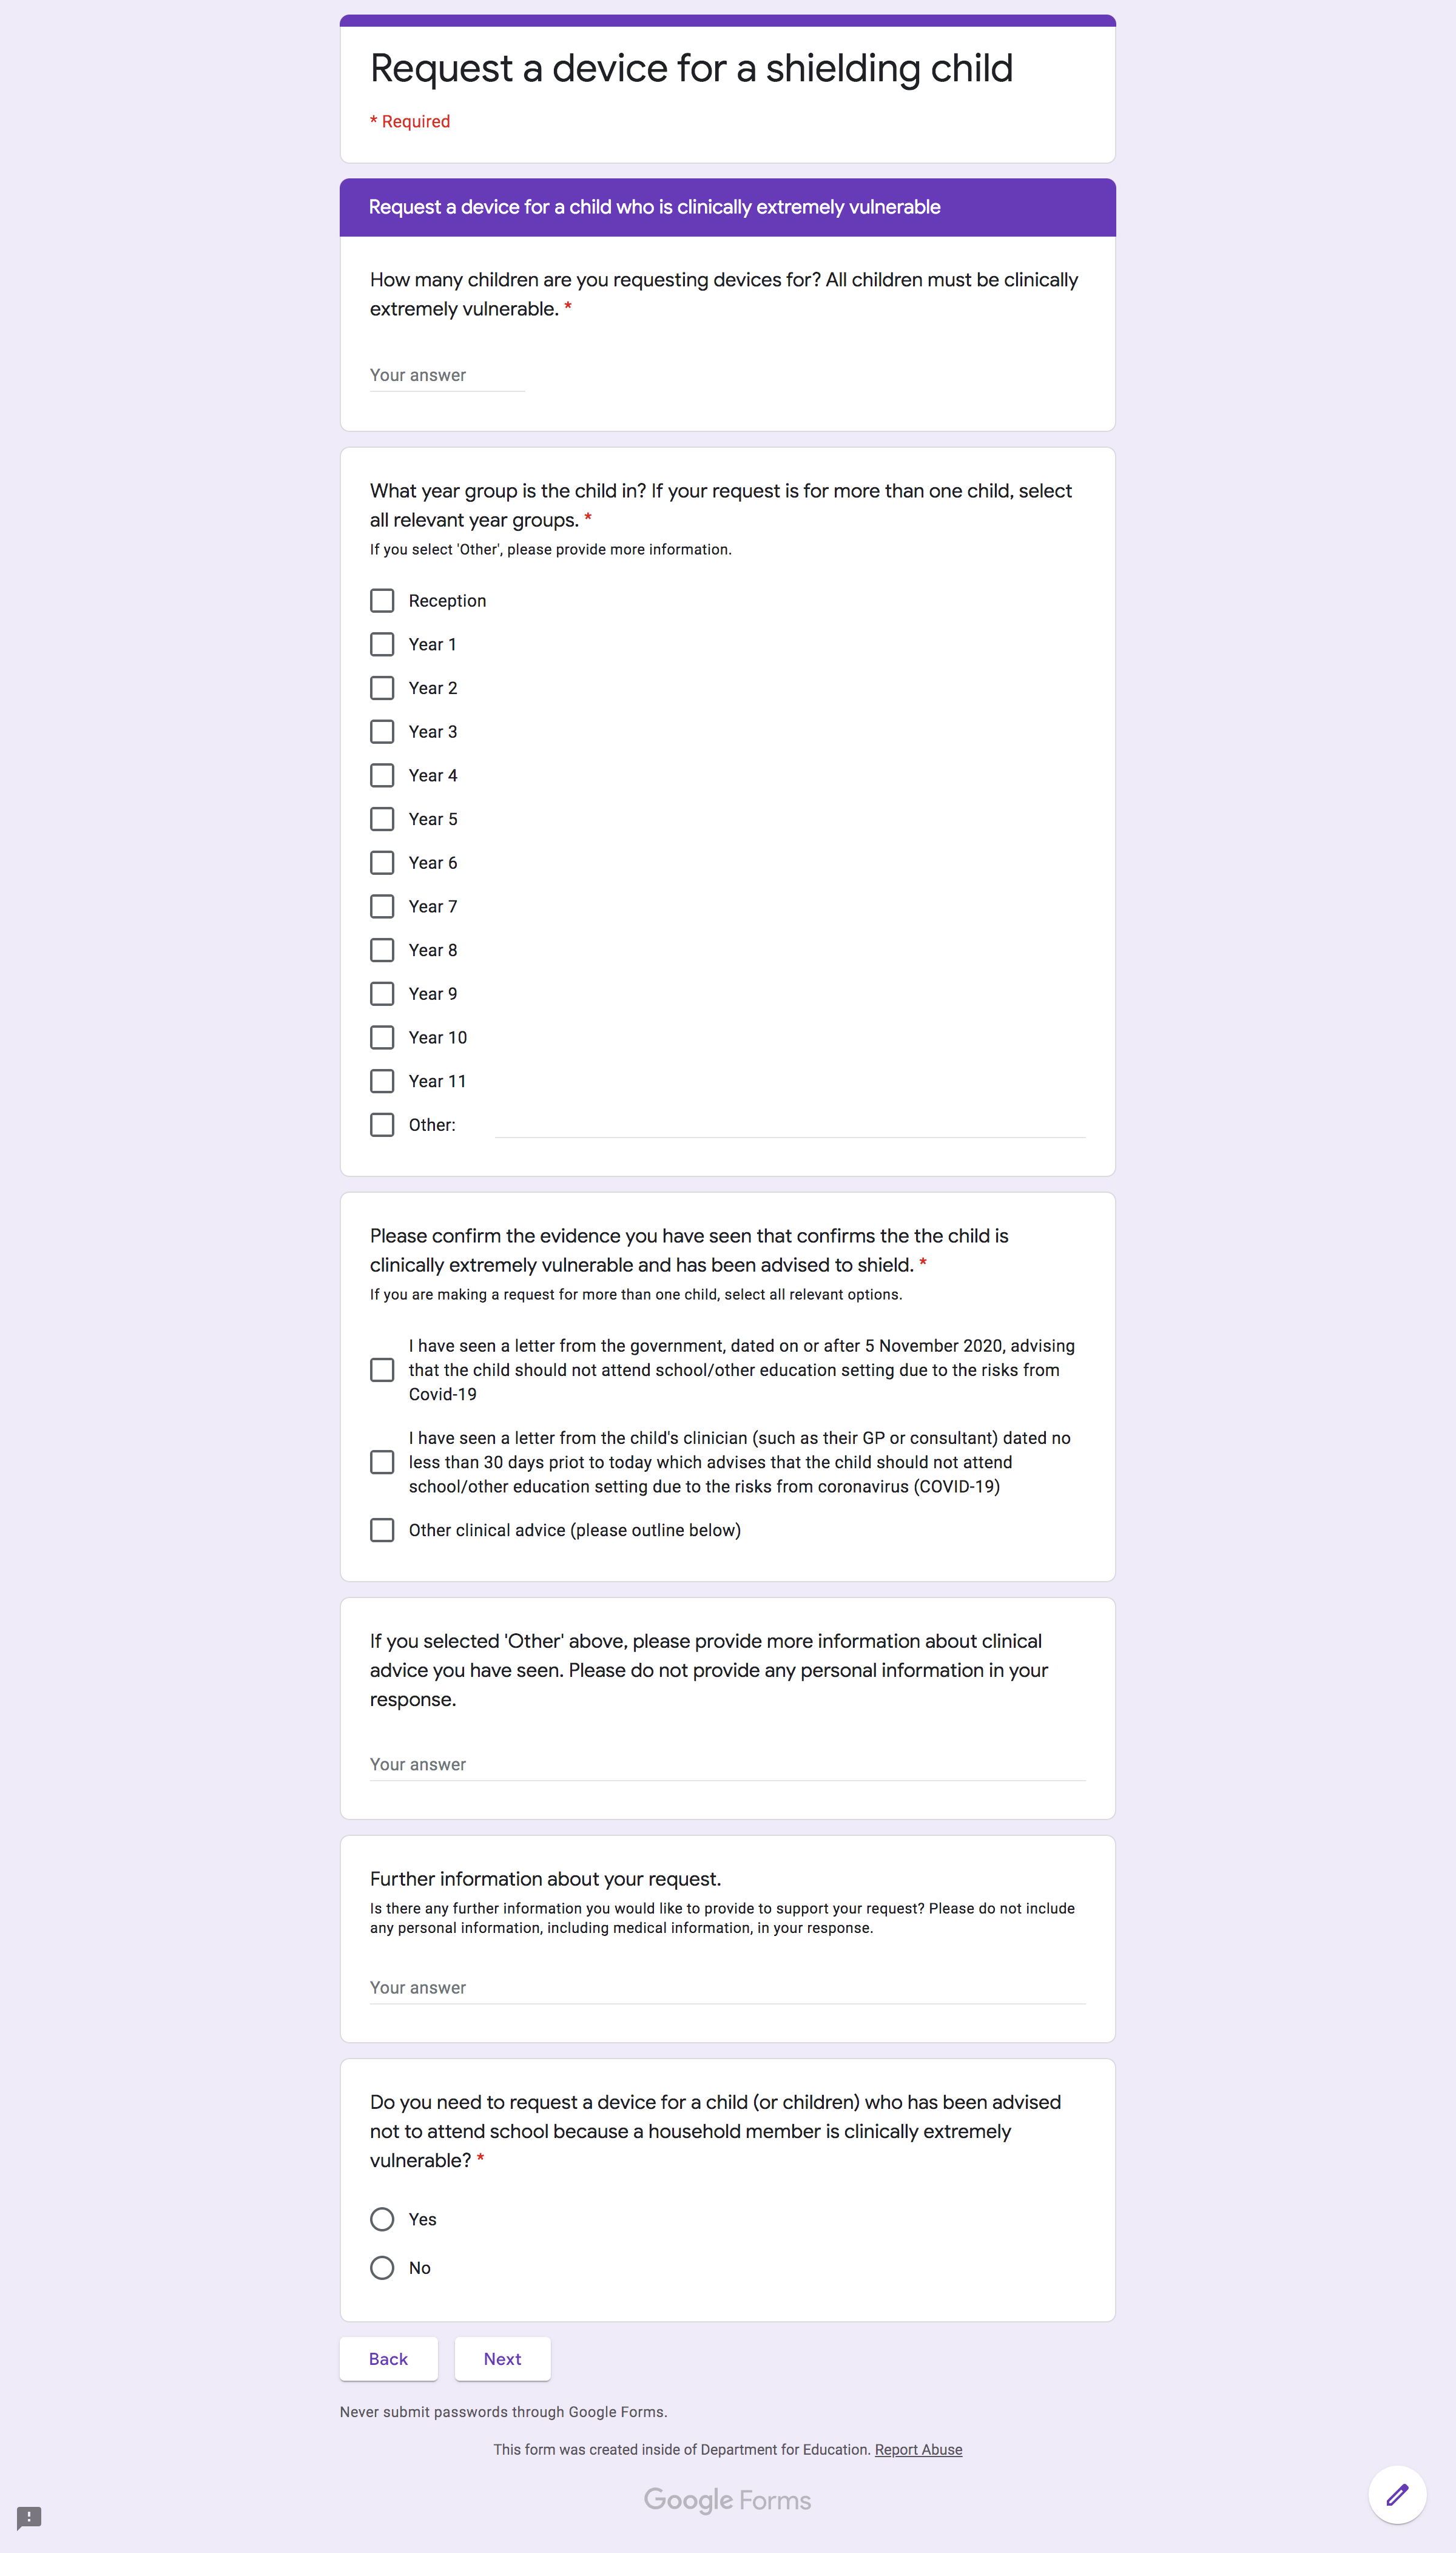 Request a device for a shielding child
* Required
Request a device for a child who is clinically extremely vulnerable
How many children are you requesting devices for? All children must be clinically
extremely vulnerable. *
Your answer
What year group is the child in? If your request is for more than one child, select
all relevant year groups. *
If you select 'Other', please provide more information.
Reception
Year 1
Year 2
Year 3
Year 4
Year 5
Year 6
Year 7
Year 8
Year 9
Year 10
Year 11
Other:
Please confirm the evidence you have seen that confirms the the child is
clinically extremely vulnerable and has been advised to shield. *
If you are making a request for more than one child, select all relevant options.
I have seen a letter from the government, dated on or after 5 November 2020, advising
that the child should not attend school/other education setting due to the risks from
Covid-19
I have seen a letter from the child's clinician (such as their GP or consultant) dated no
less than 30 days priot to today which advises that the child should not attend
school/other education setting due to the risks from coronavirus (COVID-19)
Other clinical advice (please outline below)
If you selected 'Other' above, please provide more information about clinical
advice you have seen. Please do not provide any personal information in your
response.
Your answer
Further information about your request.
Is there any further information you would like to provide to support your request? Please do not include
any personal information, including medical information, in your response.
Your answer
Do you need to request a device for a child (or children) who has been advised
not to attend school because a household member is clinically extremely
vulnerable? *
Yes
No
Back Next
Never submit passwords through Google Forms.
This form was created inside of Department for Education. Report Abuse
Google Forms